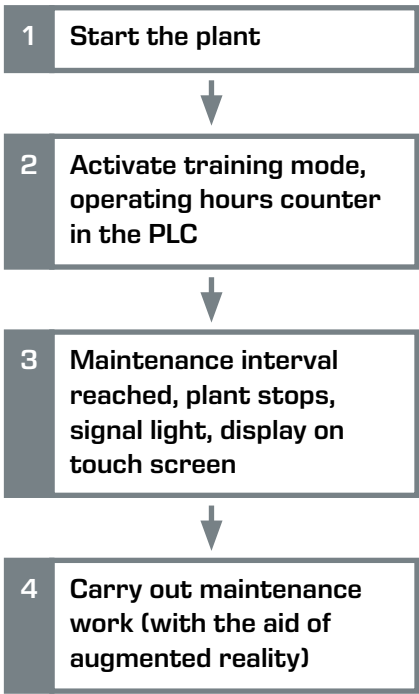 1 Start the plant
2 Activate training mode,
operating hours counter
in the PLC
3 Maintenance interval
reached, plant stops,
signal light, display on
touch screen
4 Carry out maintenance
work (with the aid of
augmented reality)